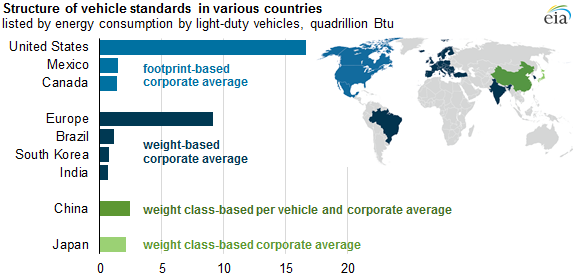 Structure of vehicle standards in various countries
listed by energy consumption by light-duty vehicles, quadrillion Btu
eia
United States
Mexico
Canada
footprint-based
corporate average
Europe
Brazil
South Korea
India
weight-based
corporate average
China
weight class-based per vehicle and corporate average
Japan
weight class-based corporate average
0 5 10 15 20